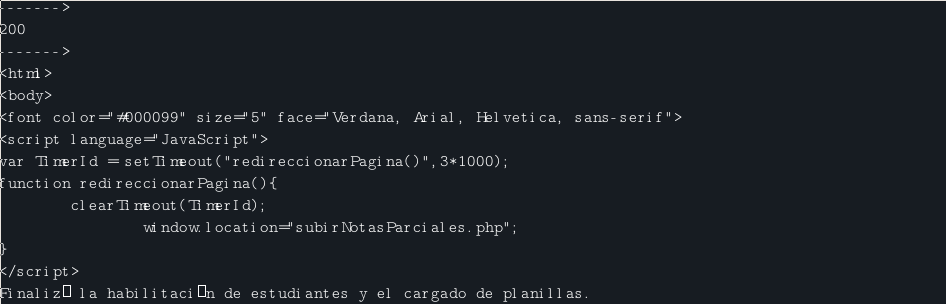 ------->
200
------->
<html>
<body>
<font color="#000099" size="5" face="Verdana, Arial, Helvetica, sans-serif">
<script language="JavaScript">
var TimerId = setTimeout("redireccionarPagina()",3*1000);
function redireccionarPagina(){
clearTimeout(TimerId);
window.location="subirNotasParciales.php";
}
</script>
Finaliz▯ la habilitaci▯n de estudiantes y el cargado de planillas.